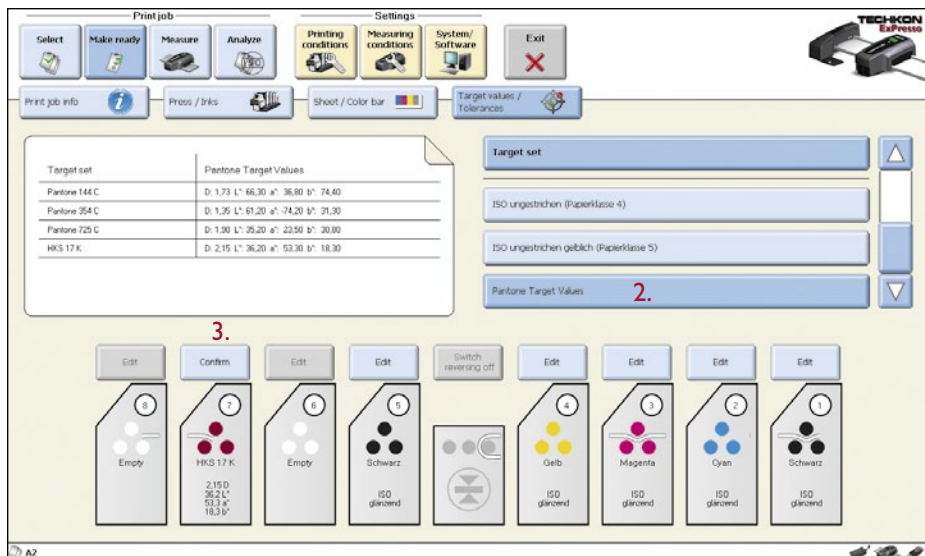 Print job
Settings
Select
Make ready
Measure
Analyze
Printing
conditions
Measuring
conditions
System/
Software
Exit
TECHKON
ExPresso
Print job info
Press / Inks
Sheet / Color bar
Target values /
Tolerances
Target set
Pantone Target Values
Pantone 144 C
D: 1,73 L*: 66,30 a*: 36,80 b*: 74,40
Pantone 354 C
D: 1,35 L*: 61,20 a*: -74,20 b*: 31,30
Pantone 725 C
D: 1,90 L*: 35,20 a*: 23,50 b*: 30,80
HKS 17 K
D: 2,15 L*: 36,20 a*: 53,30 b*: 18,30
Target set
ISO ungestrichen (Papierklasse 4)
ISO ungestrichen gelblich (Papierklasse 5)
Pantone Target Values
2.
3.
Edit
Confirm
Edit
Edit
Switch
reversing off
Edit
Edit
Edit
Edit
8
Empty
7
HKS 17 K
2,15 D
36,2 L*
53,3 a*
18,3 b*
6
Empty
5
Schwarz
ISO
glänzend
4
Gelb
ISO
glänzend
3
Magenta
ISO
glänzend
2
Cyan
ISO
glänzend
1
Schwarz
ISO
glänzend
A2